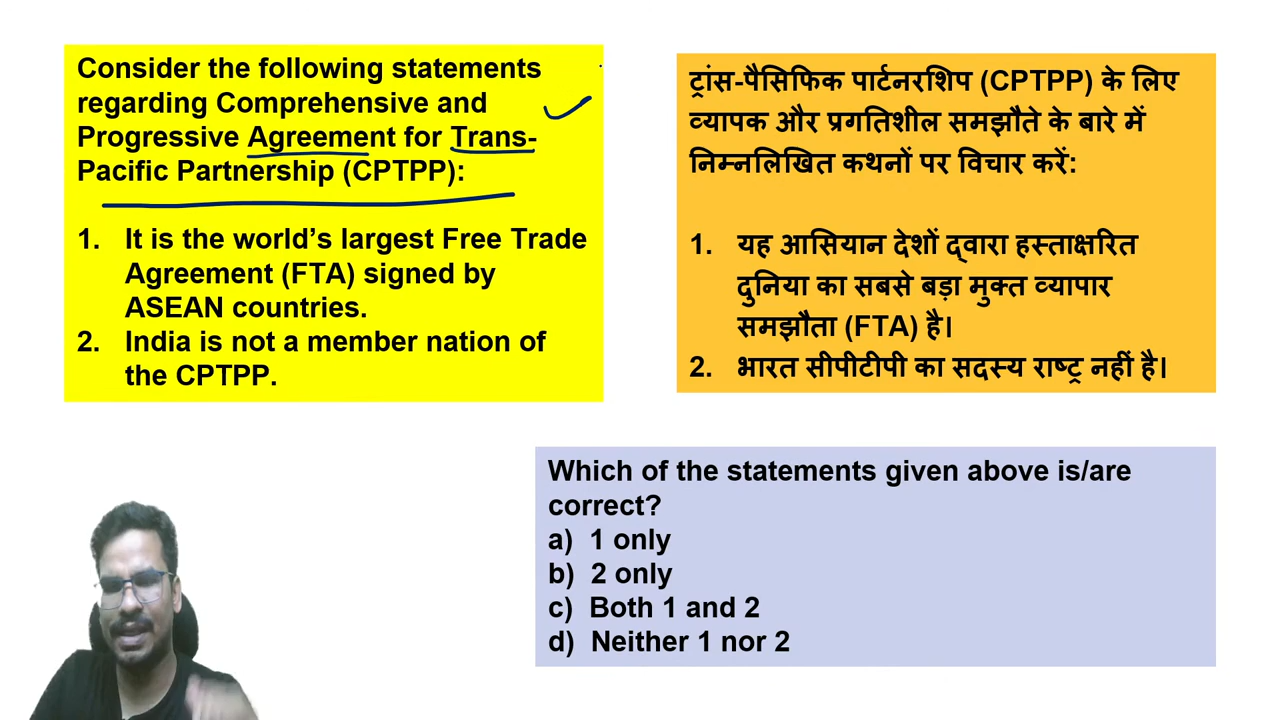 Consider the following statements
regarding Comprehensive and
Progressive Agreement for Trans-
Pacific Partnership (CPTPP):
1. It is the world's largest Free Trade
Agreement (FTA) signed by
ASEAN countries.
2. India is not a member nation of
the CPTPP.
ट्रांस-पैसिफिक पार्टनरशिप (CPTPP) के लिए
व्यापक और प्रगतिशील समझौते के बारे में
निम्नलिखित कथनों पर विचार करें:
1. यह आसियान देशों द्वारा हस्ताक्षरित
दुनिया का सबसे बड़ा मुक्त व्यापार
समझौता (FTA) है।
2. भारत सीपीटीपी का सदस्य राष्ट्र नहीं है।
Which of the statements given above is/are
correct?
a) 1 only
b) 2 only
c) Both 1 and 2
d) Neither 1 nor 2